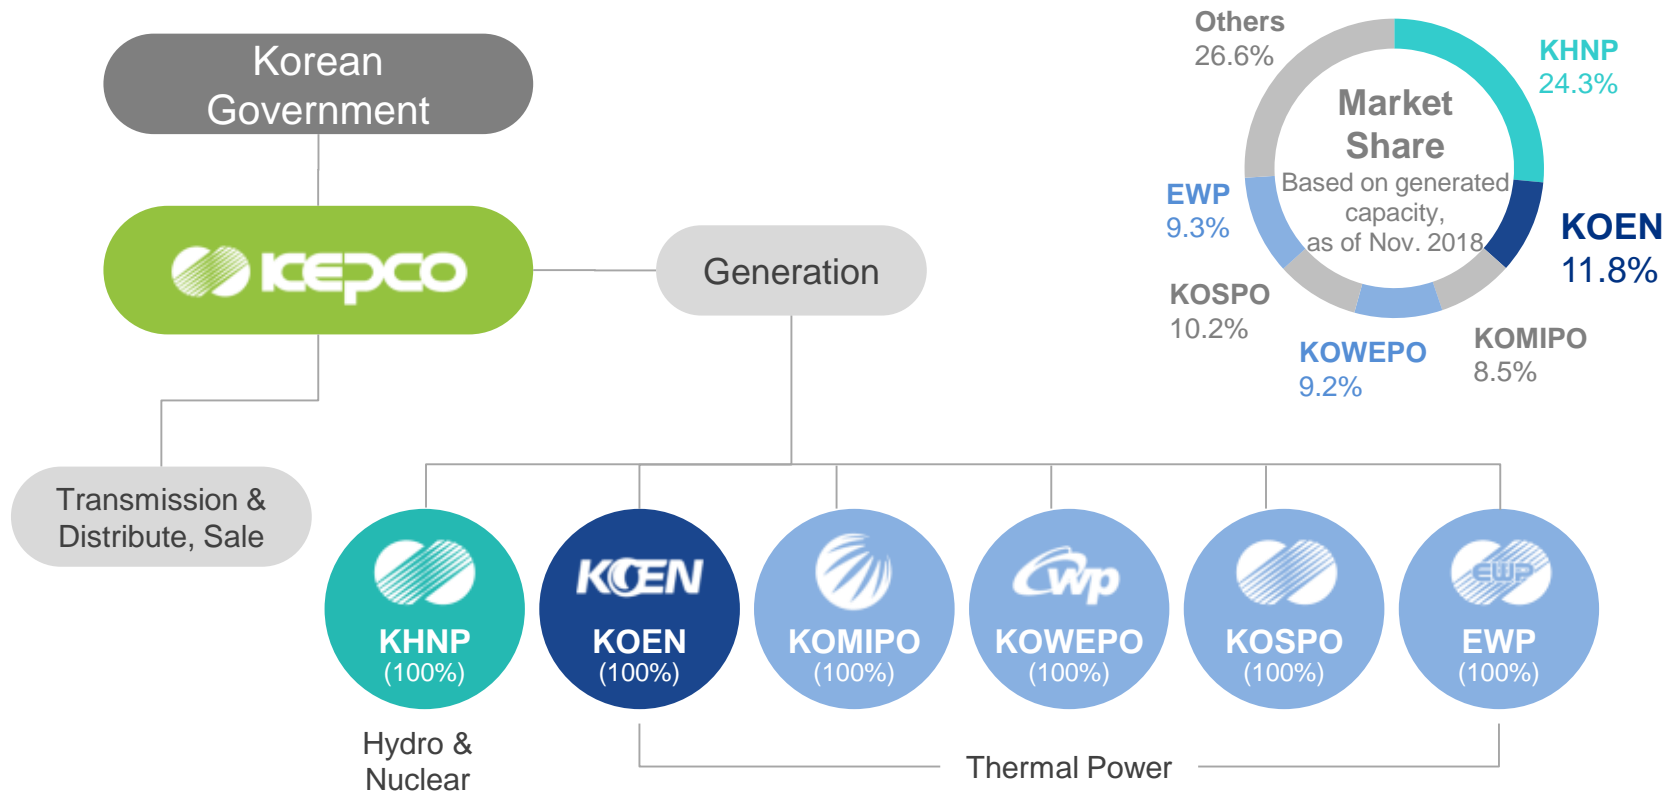 Korean
Government
KEPCO
Generation
Transmission &
Distribute, Sale
Others
26.6%
KHNP
24.3%
Market
Share
Based on generated
capacity,
as of Nov. 2018
EWP
9.3%
KOEN
11.8%
KOSPO
10.2%
KOWEPO
9.2%
KOMIPO
8.5%
KHNP
(100%)
KOEN
KOEN
(100%)
KOMIPO
(100%)
wp
KOWEPO
(100%)
KOSPO
(100%)
EWP
EWP
(100%)
Hydro &
Nuclear
Thermal Power